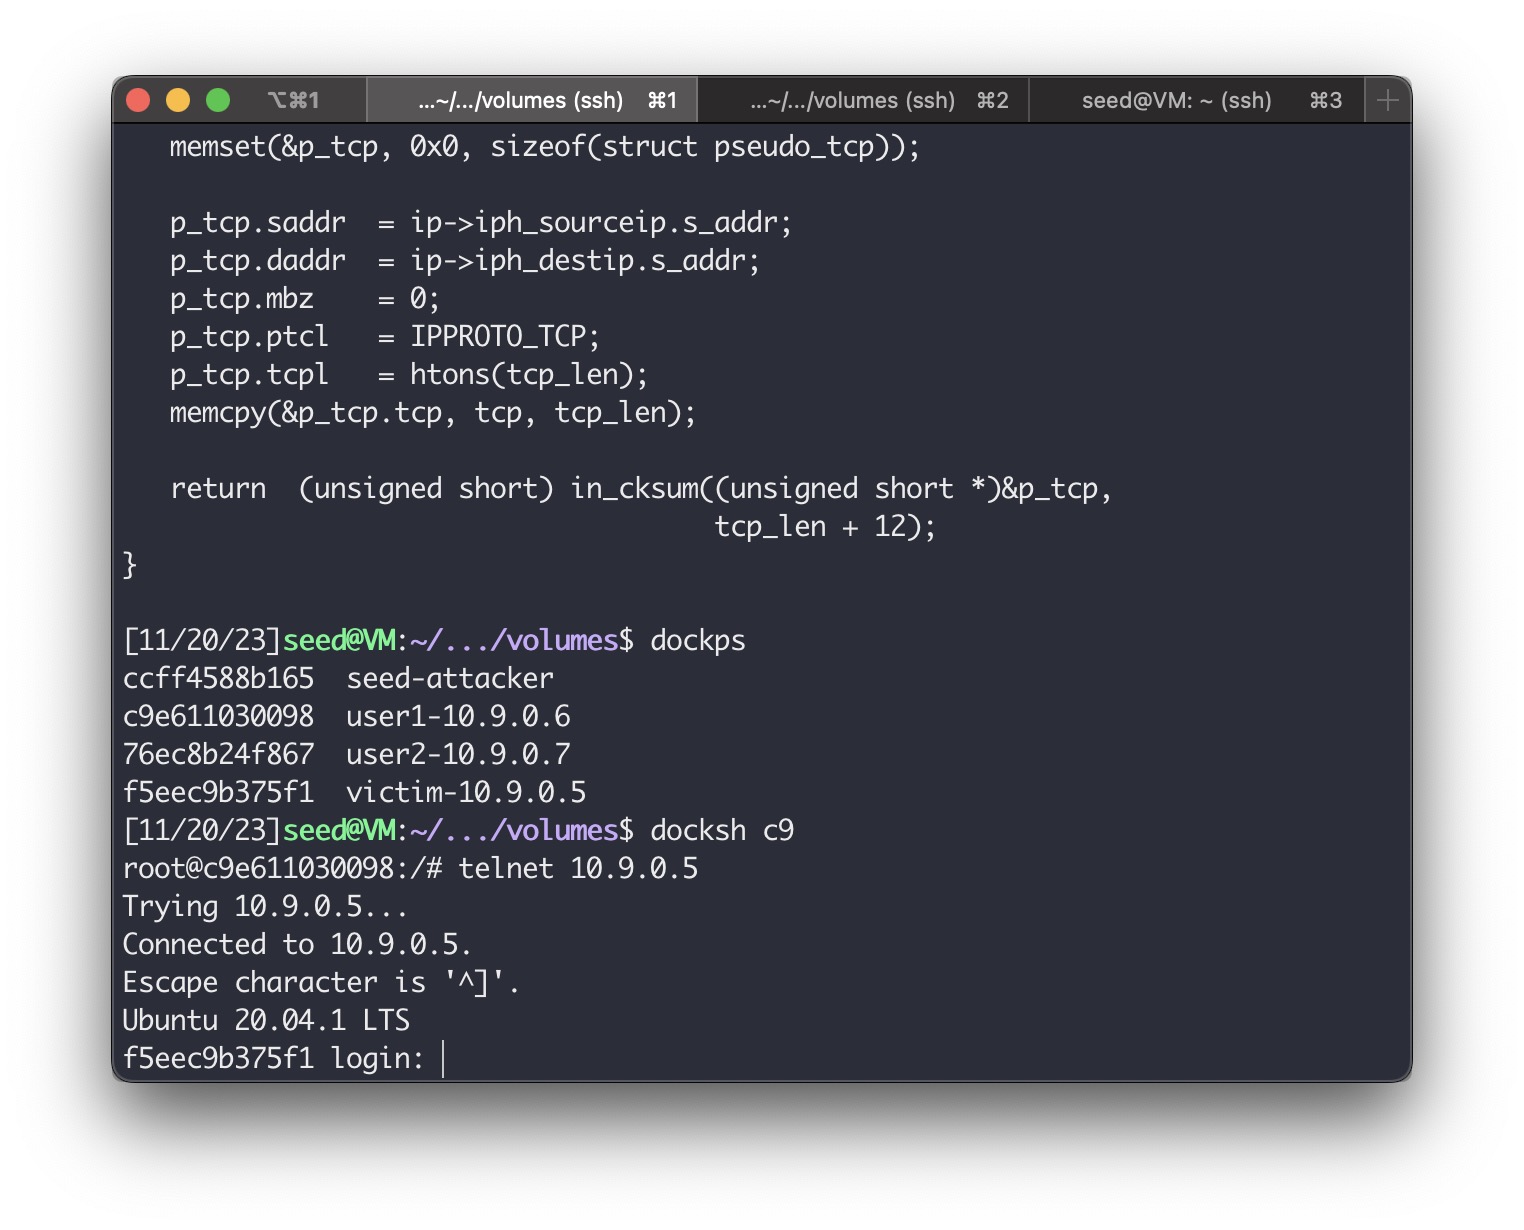 ⌥⌘1 ...~/.../volumes (ssh) ⌘1 ...~/.../volumes (ssh) ⌘2 seed@VM: ~ (ssh) ⌘3
memset(&p_tcp, 0x0, sizeof(struct pseudo_tcp));
p_tcp.saddr  = ip->iph_sourceip.s_addr;
p_tcp.daddr  = ip->iph_destip.s_addr;
p_tcp.mbz    = 0;
p_tcp.ptcl   = IPPROTO_TCP;
p_tcp.tcpl   = htons(tcp_len);
memcpy(&p_tcp.tcp, tcp, tcp_len);
return  (unsigned short) in_cksum((unsigned short *)&p_tcp,
tcp_len + 12);
}
[11/20/23]seed@VM:~/.../volumes$ dockps
ccff4588b165  seed-attacker
c9e611030098  user1-10.9.0.6
76ec8b24f867  user2-10.9.0.7
f5eec9b375f1  victim-10.9.0.5
[11/20/23]seed@VM:~/.../volumes$ docksh c9
root@c9e611030098:/# telnet 10.9.0.5
Trying 10.9.0.5...
Connected to 10.9.0.5.
Escape character is '^]'.
Ubuntu 20.04.1 LTS
f5eec9b375f1 login: